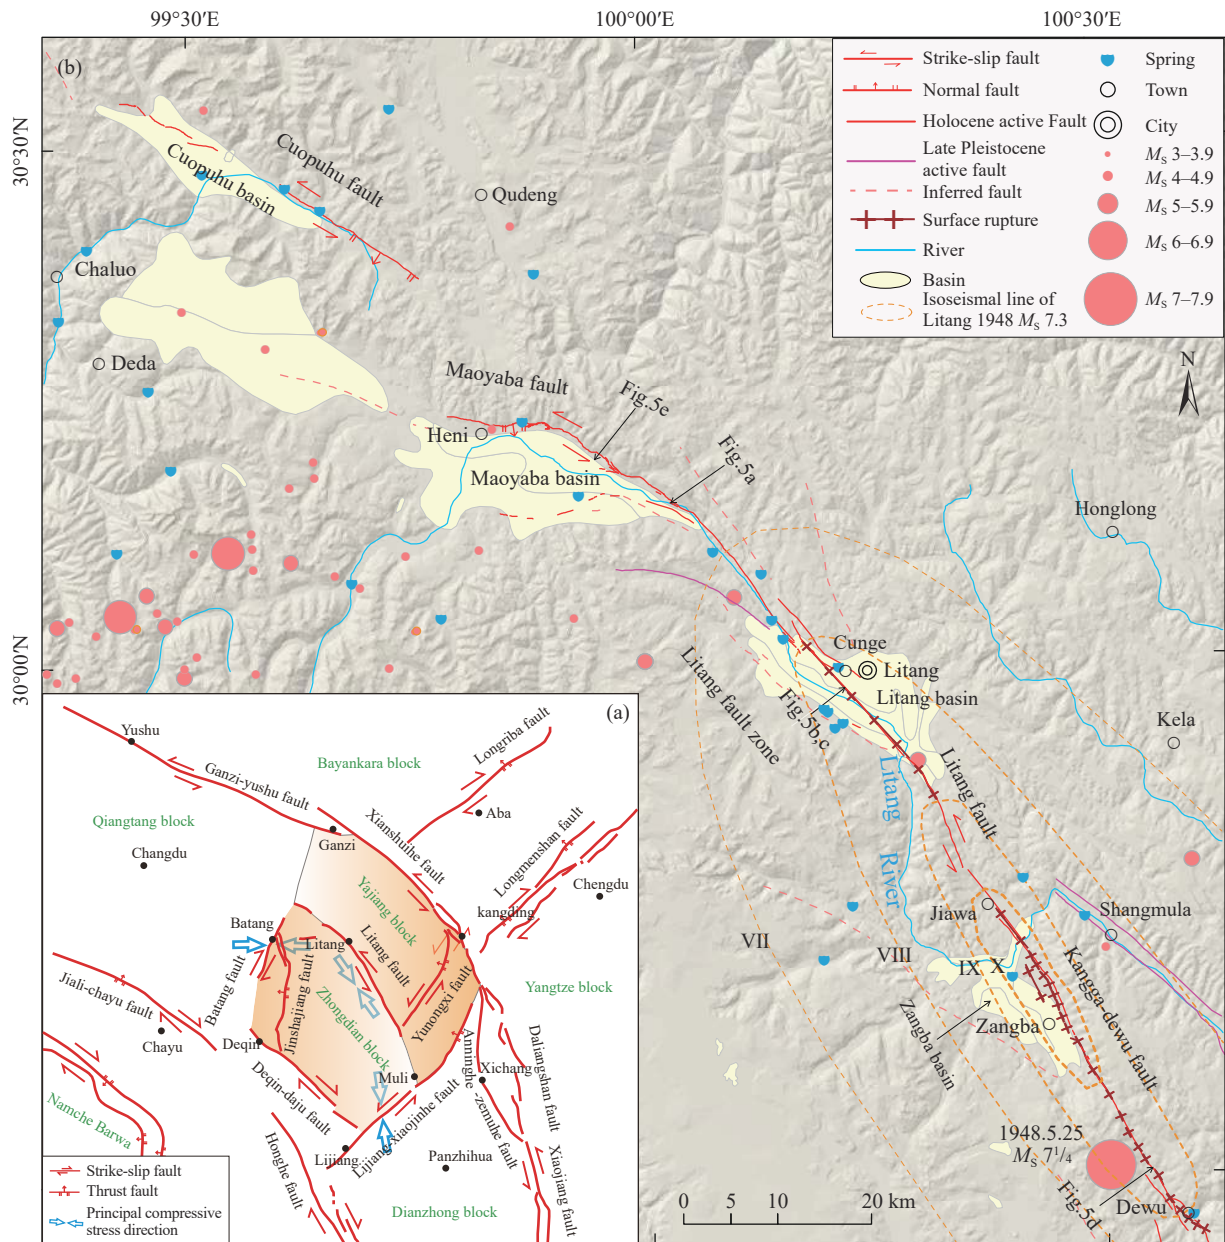 99°30′E
100°00′E
100°30′E
30°30′N
30°00′N
(b)
Strike-slip fault
Normal fault
Holocene active Fault
Late Pleistocene
active fault
Inferred fault
Surface rupture
River
Basin
Isoseismal line of
Litang 1948 MS 7.3
Spring
Town
City
MS 3–3.9
MS 4–4.9
MS 5–5.9
MS 6–6.9
MS 7–7.9
N
Cuopuhu fault
Cuopuhu basin
Qudeng
Chaluo
Deda
Maoyaba fault
Heni
Maoyaba basin
Fig.5e
Fig.5a
Honglong
Cunge
Litang
Litang basin
Litang fault zone
Fig.5b,c
Kela
Litang River
Litang fault
Jiawa
Shangmula
VII
VIII
IX
X
Kangga-dewu fault
Zangba
Zangba basin
1948.5.25
MS 7 1/4
Fig.5d
Dewu
0 5 10 20 km
(a)
Yushu
Ganzi-yushu fault
Bayankara block
Longriba fault
Qiangtang block
Aba
Changdu
Ganzi
Xianshuihe fault
Longmenshan fault
Chengdu
Yajiang block
kangding
Batang
Litang
Litang fault
Batang fault
Jinshajiang fault
Zhongdian block
Yunongxi fault
Yangtze block
Jiali-chayu fault
Chayu
Deqin
Muli
Deqin-daju fault
Anninghe-zemuhe fault
Xichang
Daliangshan fault
Namche Barwa
Honghe fault
Lijiang
Lijiang-xiaojinhe fault
Panzhihua
Xiaojiang fault
Dianzhong block
Strike-slip fault
Thrust fault
Principal compressive
stress direction